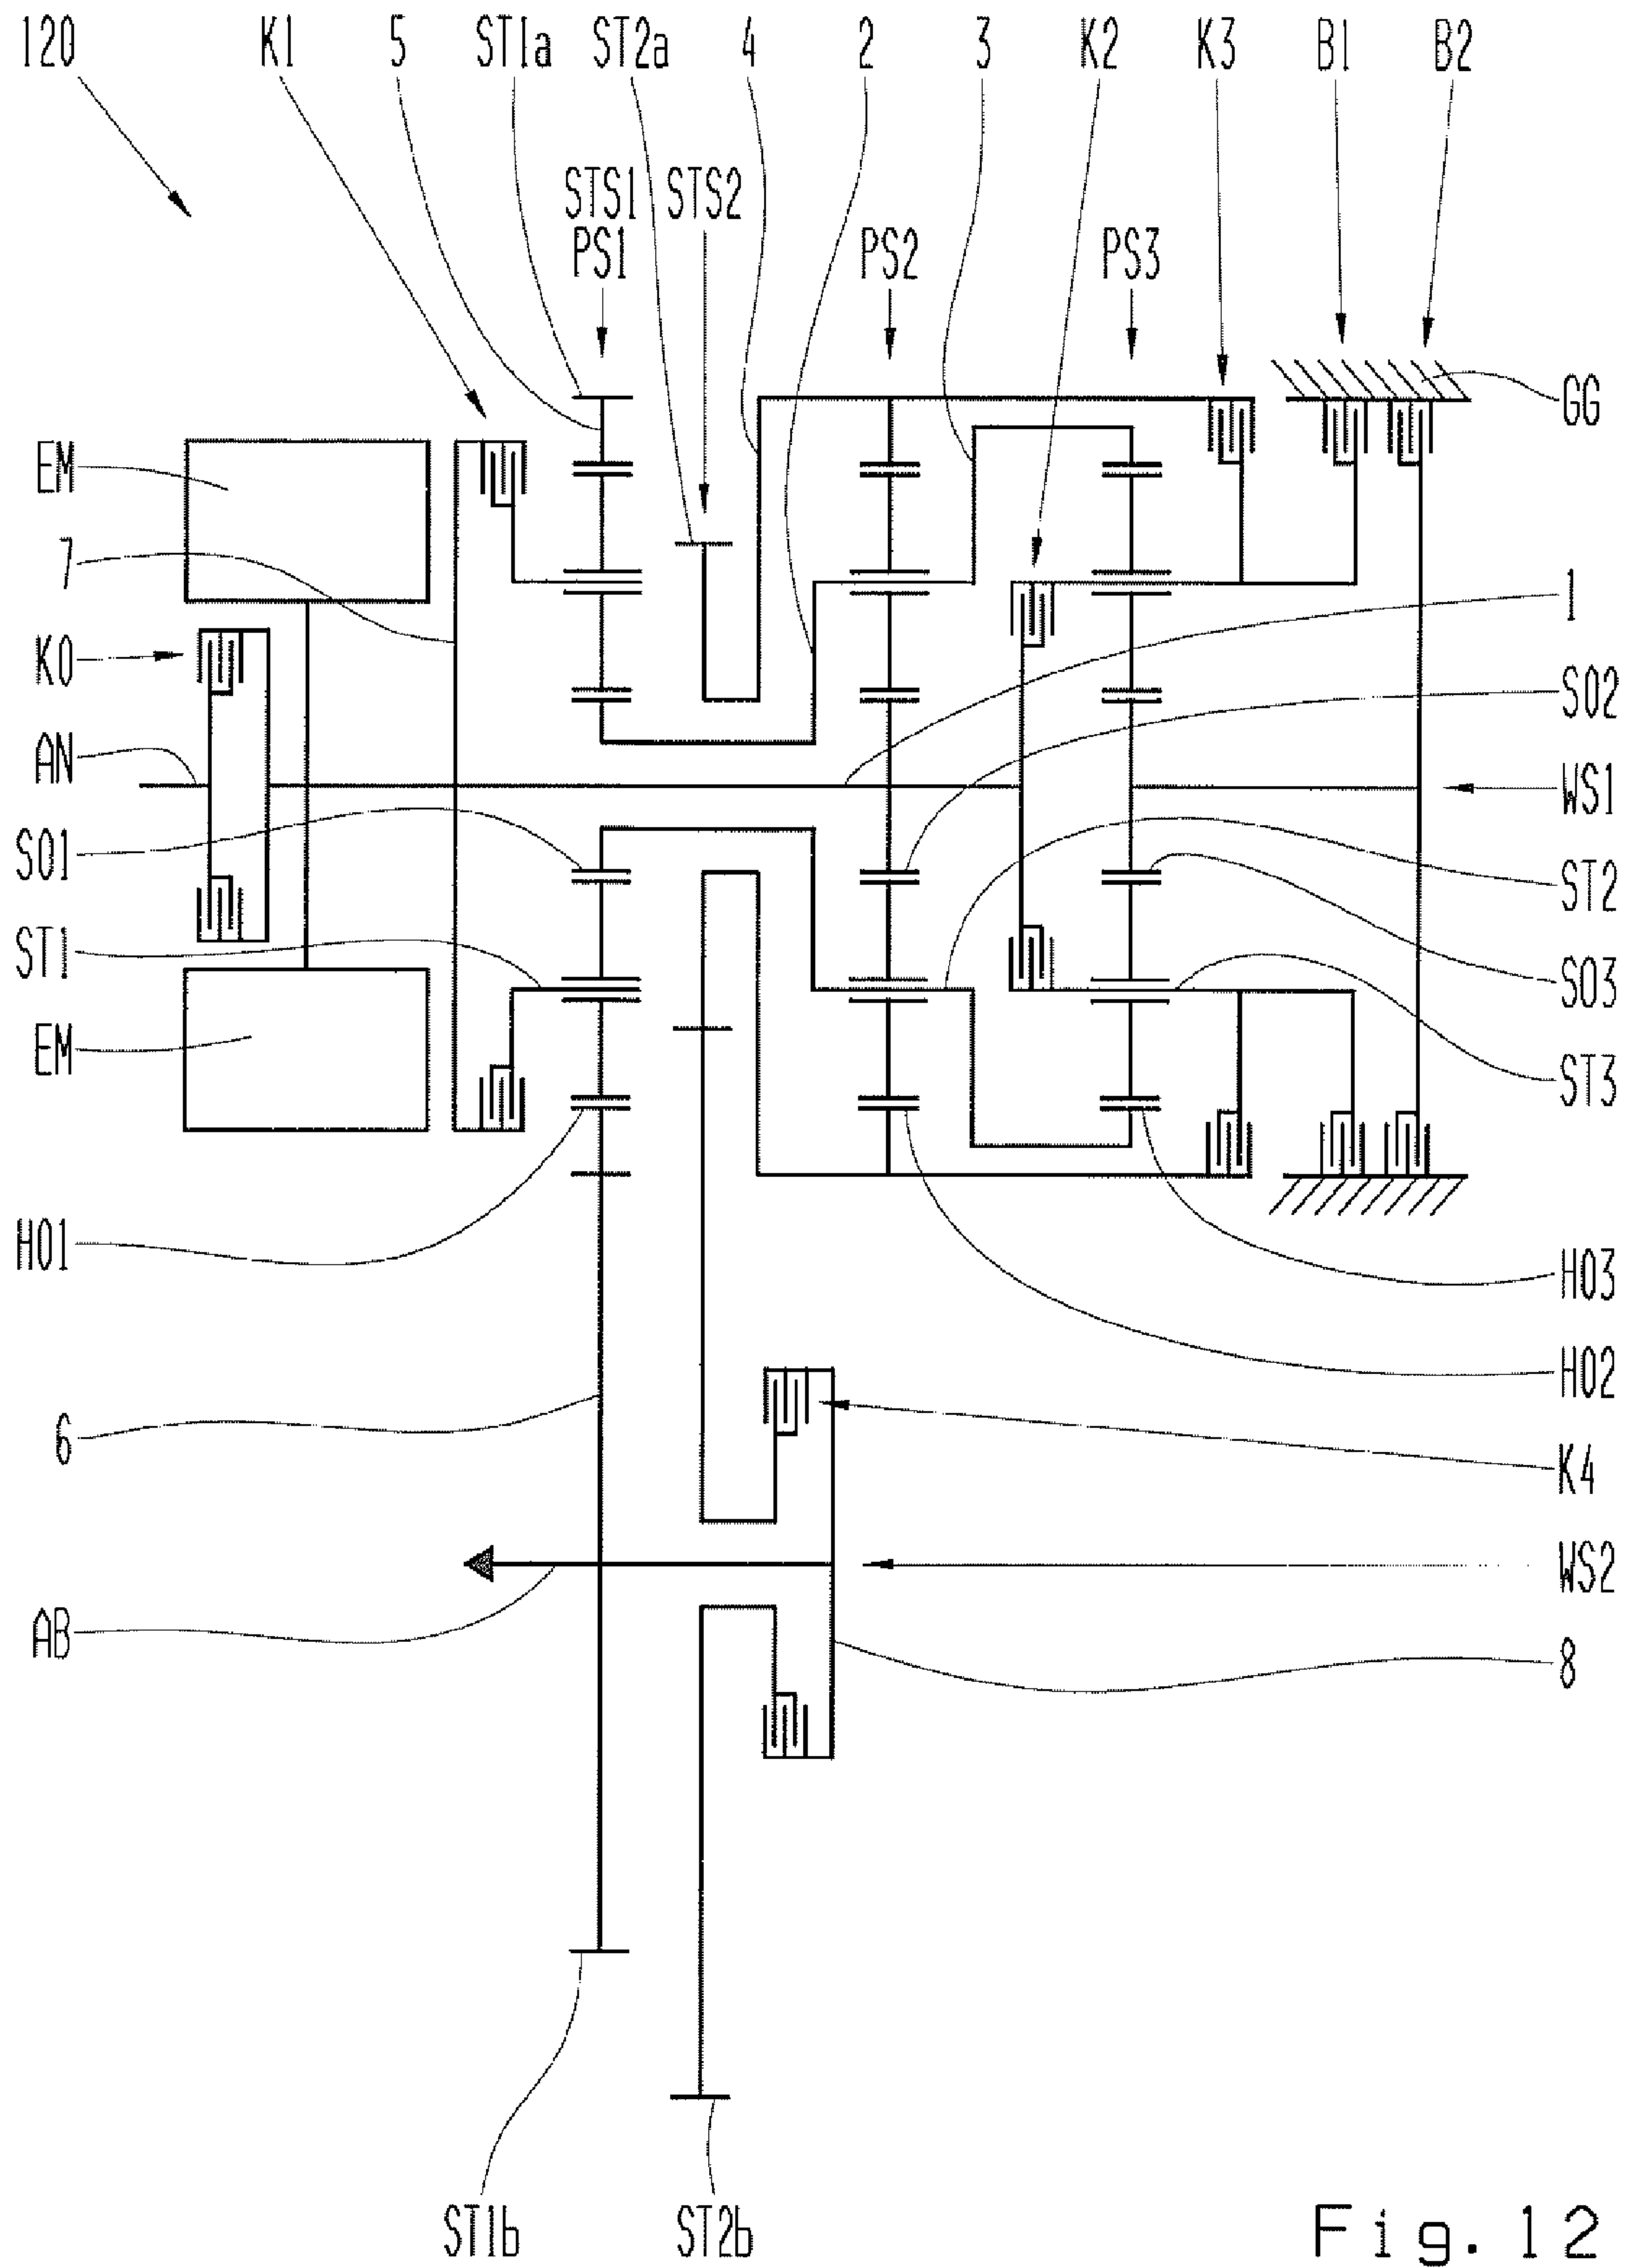 120 K1 5 ST1a ST2a 4 2 3 K2 K3 B1 B2
STS1 STS2
PS1 PS2 PS3
GG
EM
7
1
K0
S02
AN
WS1
S01
ST2
ST1
S03
EM
ST3
H01
H03
H02
6
K4
WS2
AB
8
ST1b ST2b
Fig. 12